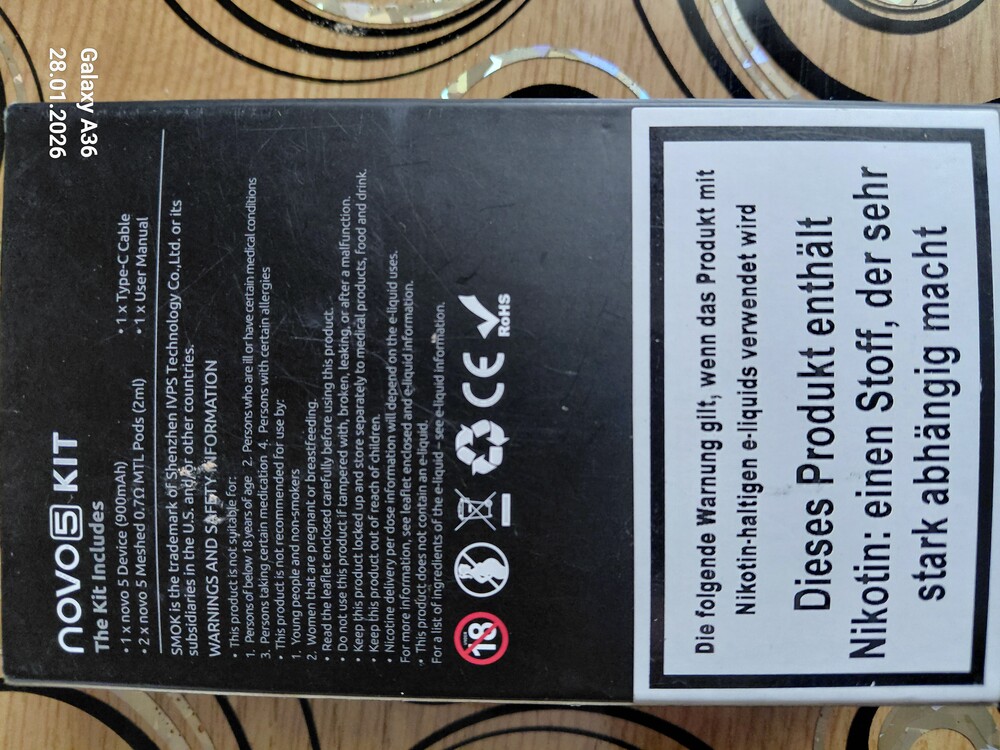 novo 5 KIT
The Kit Includes
• 1 x novo 5 Device (900mAh) • 1 x Type-C Cable
• 2 x novo 5 Meshed 0.7Ω MTL Pods (2ml) • 1 x User Manual
SMOK is the trademark of Shenzhen IVPS Technology Co.,Ltd. or its
subsidiaries in the U.S. and/or other countries.
WARNINGS AND SAFETY INFORMATION
• This product is not suitable for:
1. Persons of below 18 years of age 2. Persons who are ill or have certain medical conditions
3. Persons taking certain medication 4. Persons with certain allergies
• This product is not recommended for use by:
1. Young people and non-smokers
2. Women that are pregnant or breastfeeding.
• Read the leaflet enclosed carefully before using this product.
• Do not use this product if tampered with, broken, leaking, or after a malfunction.
• Keep this product locked up and store separately to medical products, food and drink.
• Keep this product out of reach of children.
• Nicotine delivery per dose information will depend on the e-liquid uses.
For more information, see leaflet enclosed and e-liquid information.
• This product does not contain e-liquid.
For a list of ingredients of the e-liquid – see e-liquid information.
18 CE RoHS
Die folgende Warnung gilt, wenn das Produkt mit
Nikotin-haltigen e-liquids verwendet wird
Dieses Produkt enthält
Nikotin: einen Stoff, der sehr
stark abhängig macht
Galaxy A36
28.01.2026